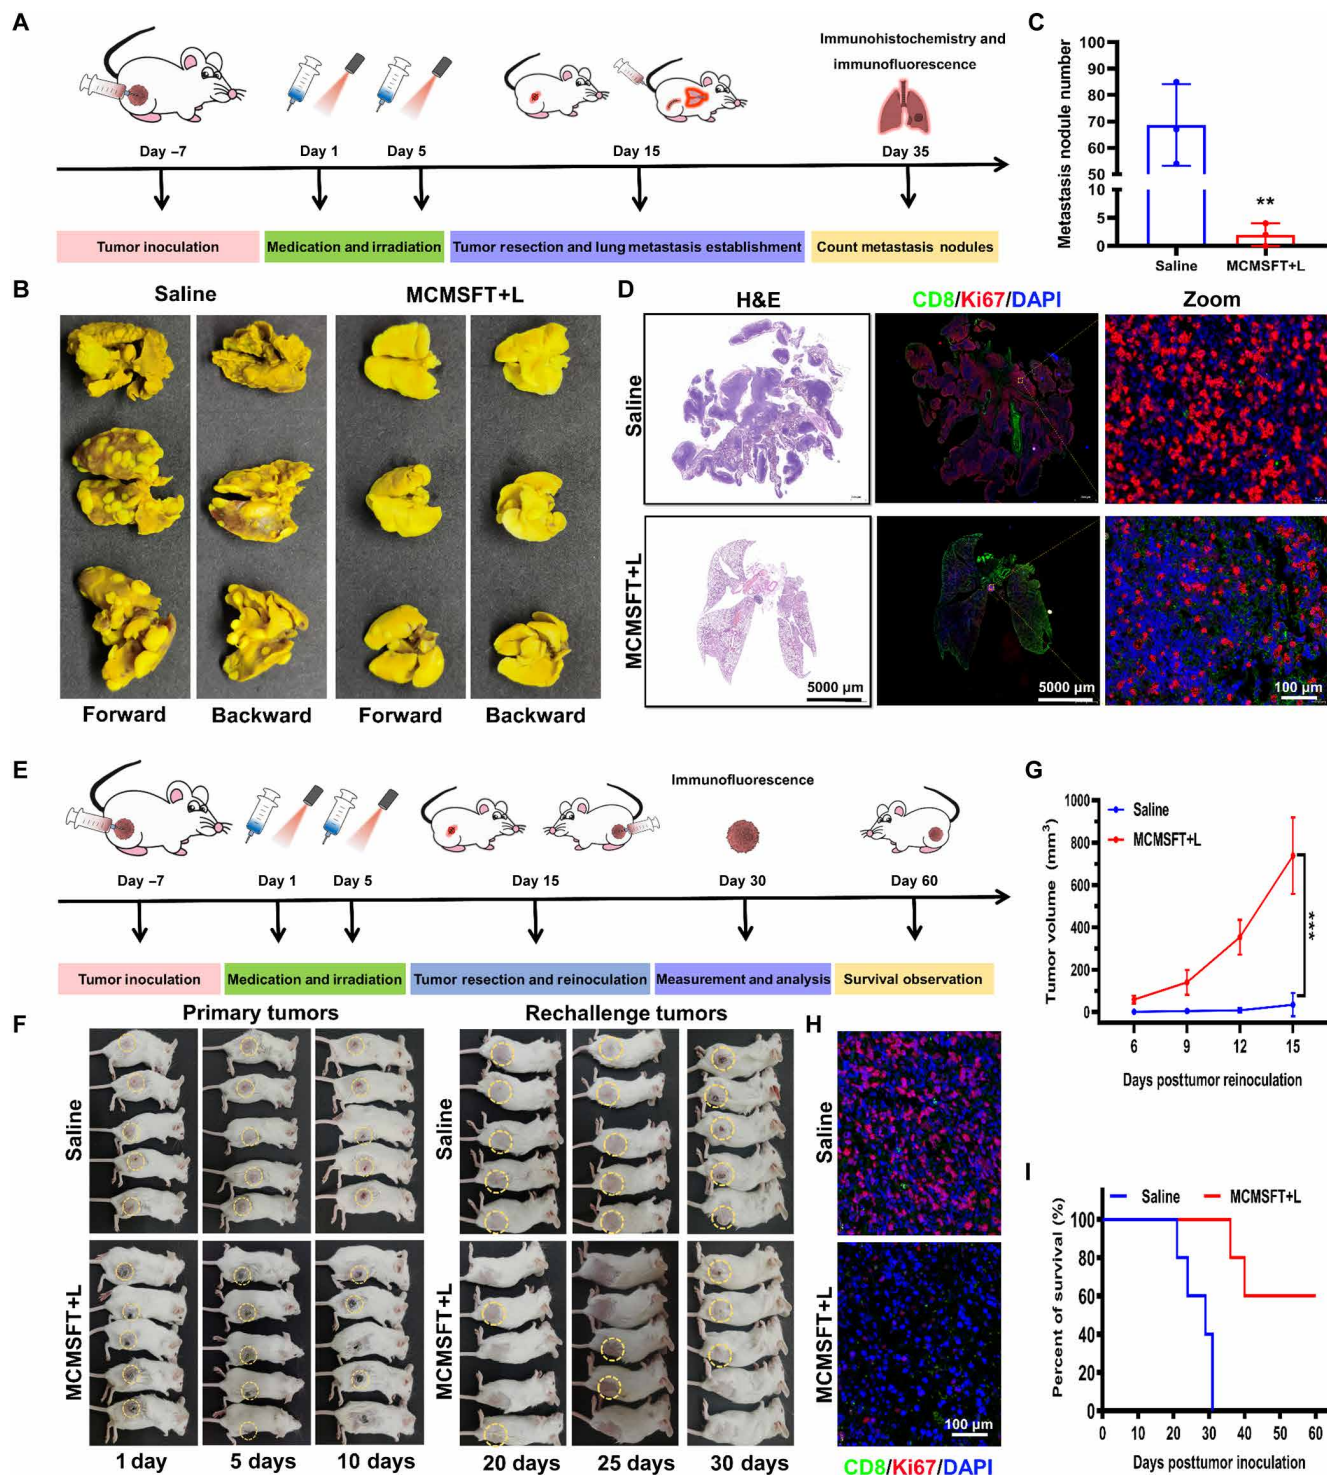 A
Immunohistochemistry and
immunofluorescence
Day –7
Day 1
Day 5
Day 15
Day 35
Tumor inoculation
Medication and irradiation
Tumor resection and lung metastasis establishment
Count metastasis nodules
C
Metastasis nodule number
100
90
80
70
60
50
10
5
0
**
Saline
MCMSFT+L
B
Saline
MCMSFT+L
Forward
Backward
Forward
Backward
D
H&E
CD8/Ki67/DAPI
Zoom
Saline
MCMSFT+L
5000 µm
5000 µm
100 µm
E
Immunofluorescence
Day –7
Day 1
Day 5
Day 15
Day 30
Day 60
Tumor inoculation
Medication and irradiation
Tumor resection and reinoculation
Measurement and analysis
Survival observation
G
Tumor volume (mm³)
1000
800
600
400
200
0
Saline
MCMSFT+L
***
6
9
12
15
Days posttumor reinoculation
F
Primary tumors
Rechallenge tumors
Saline
MCMSFT+L
1 day
5 days
10 days
20 days
25 days
30 days
H
Saline
MCMSFT+L
100 µm
CD8/Ki67/DAPI
I
Saline
MCMSFT+L
Percent of survival (%)
100
80
60
40
20
0
0
10
20
30
40
50
60
Days posttumor inoculation